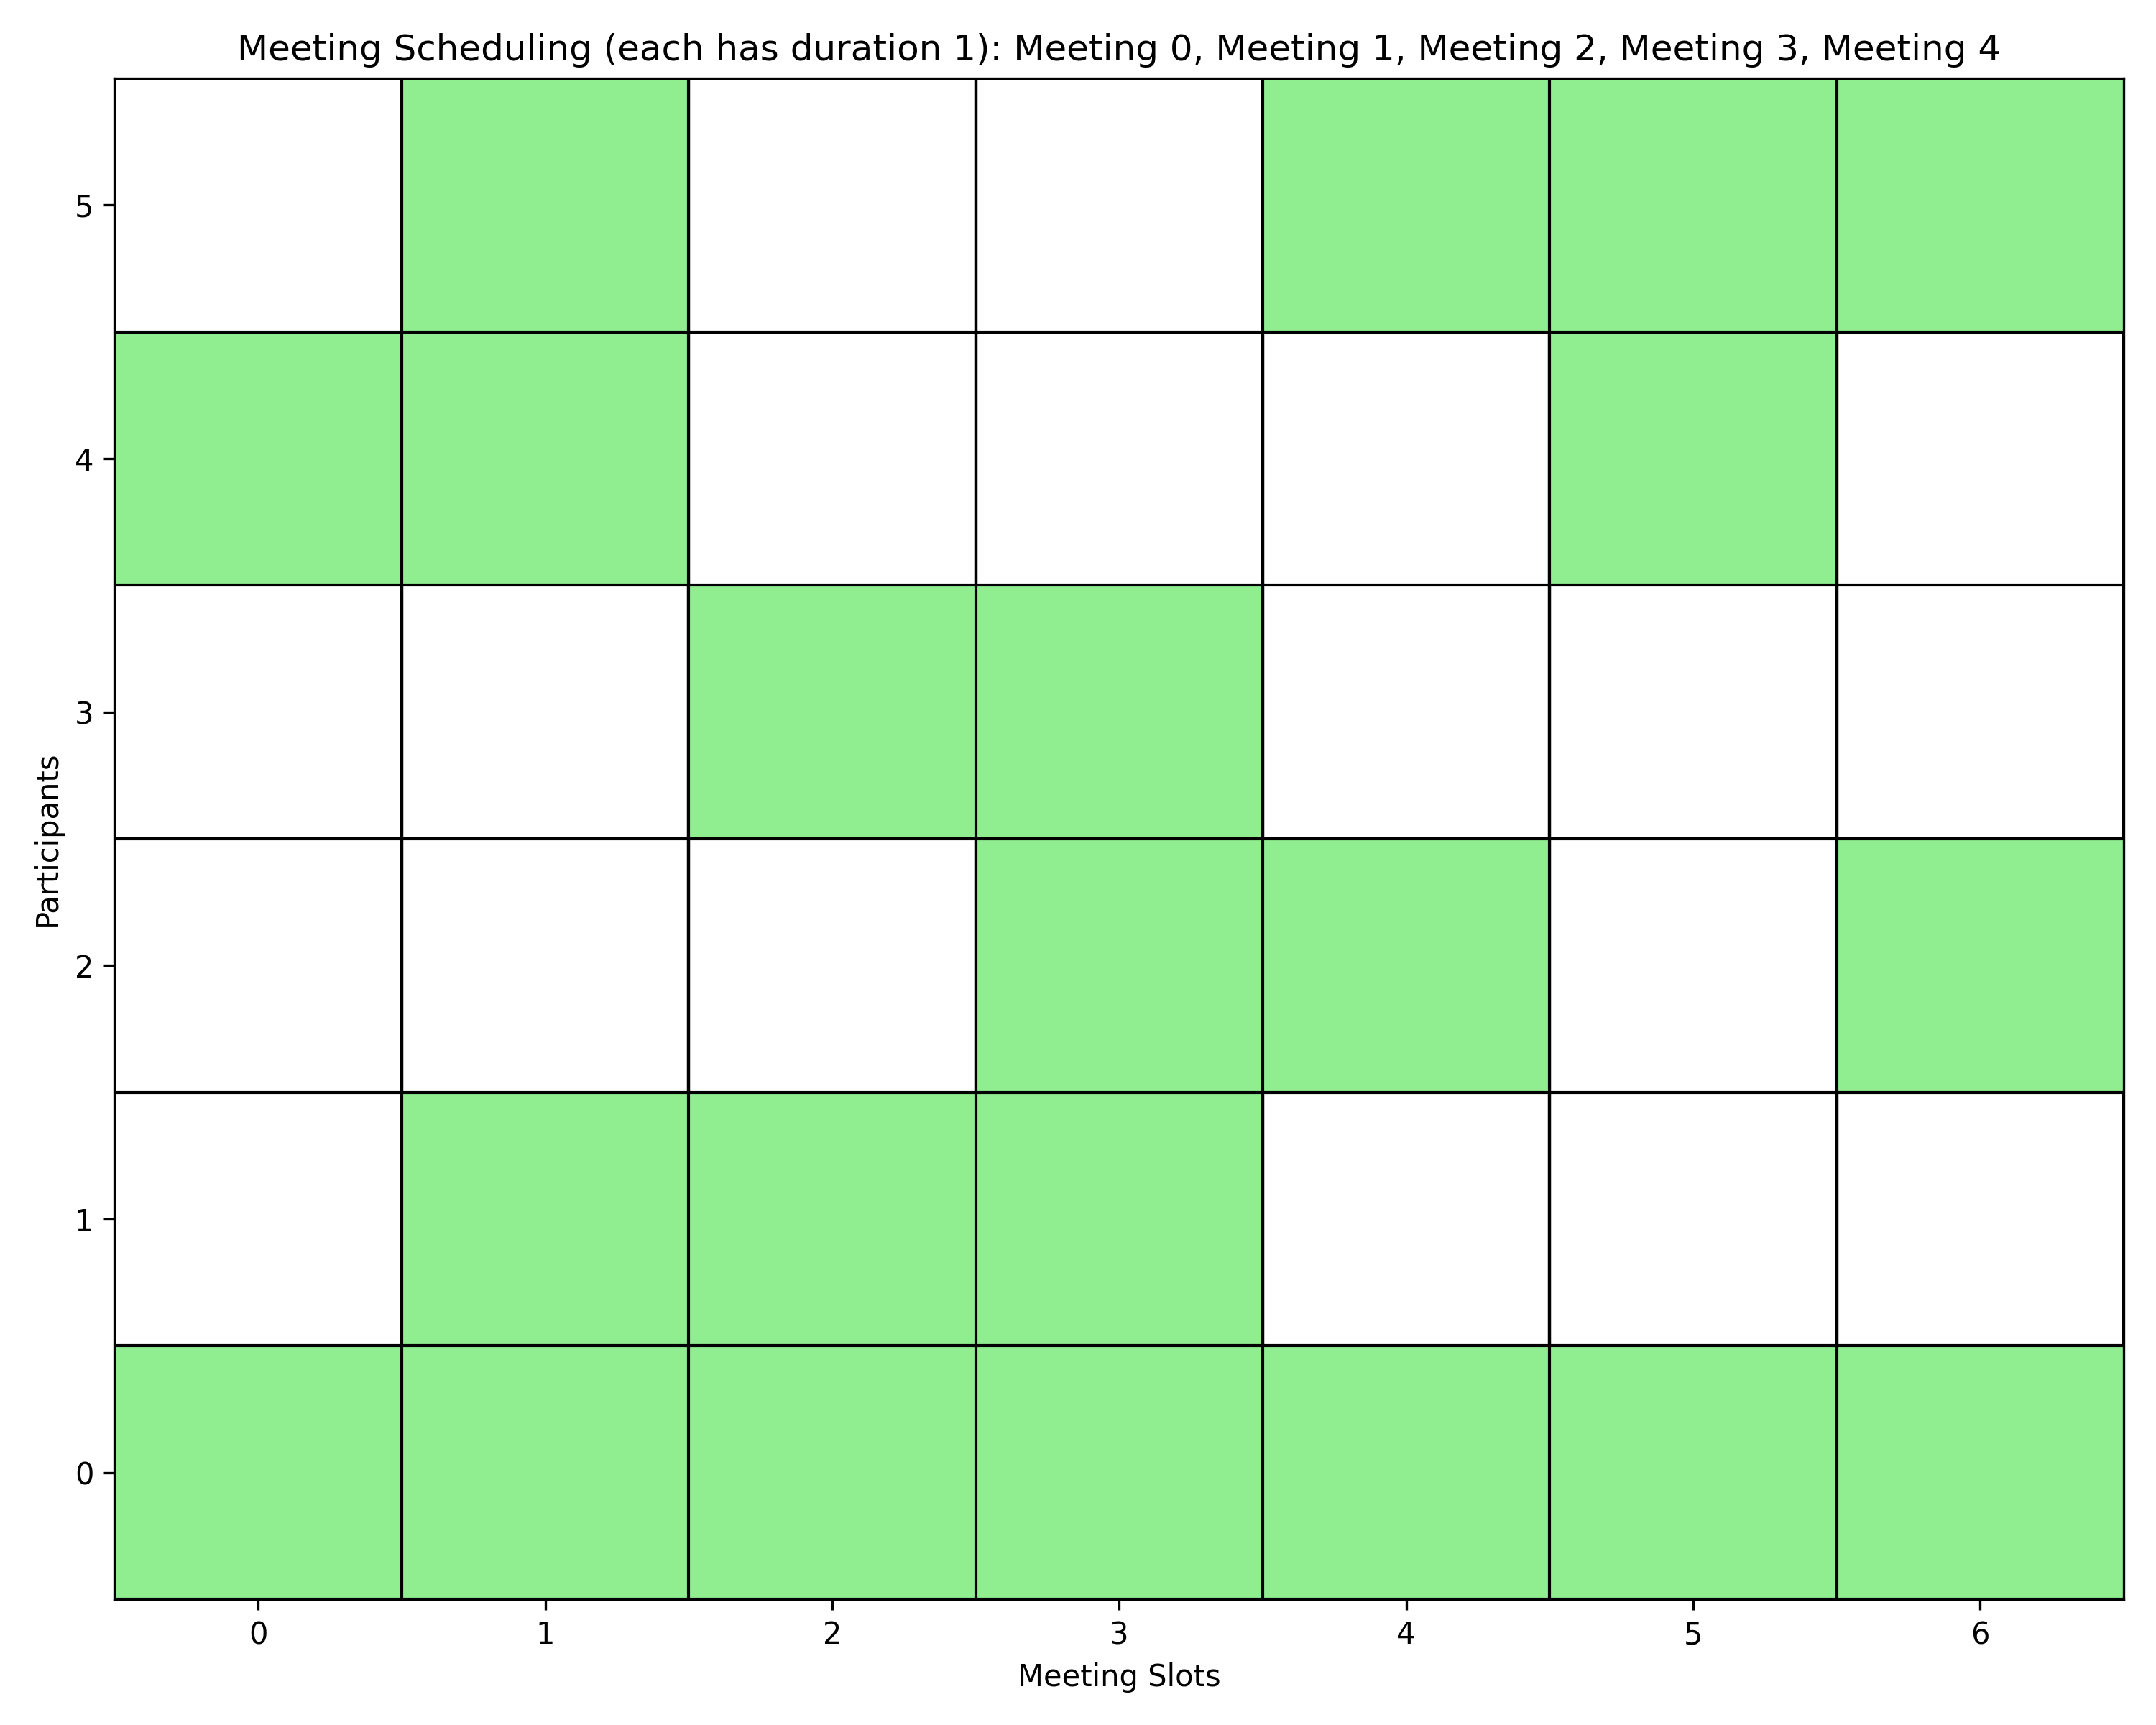 Meeting Scheduling (each has duration 1): Meeting 0, Meeting 1, Meeting 2, Meeting 3, Meeting 4
5
4
3
2
1
0
Participants
0 1 2 3 4 5 6
Meeting Slots